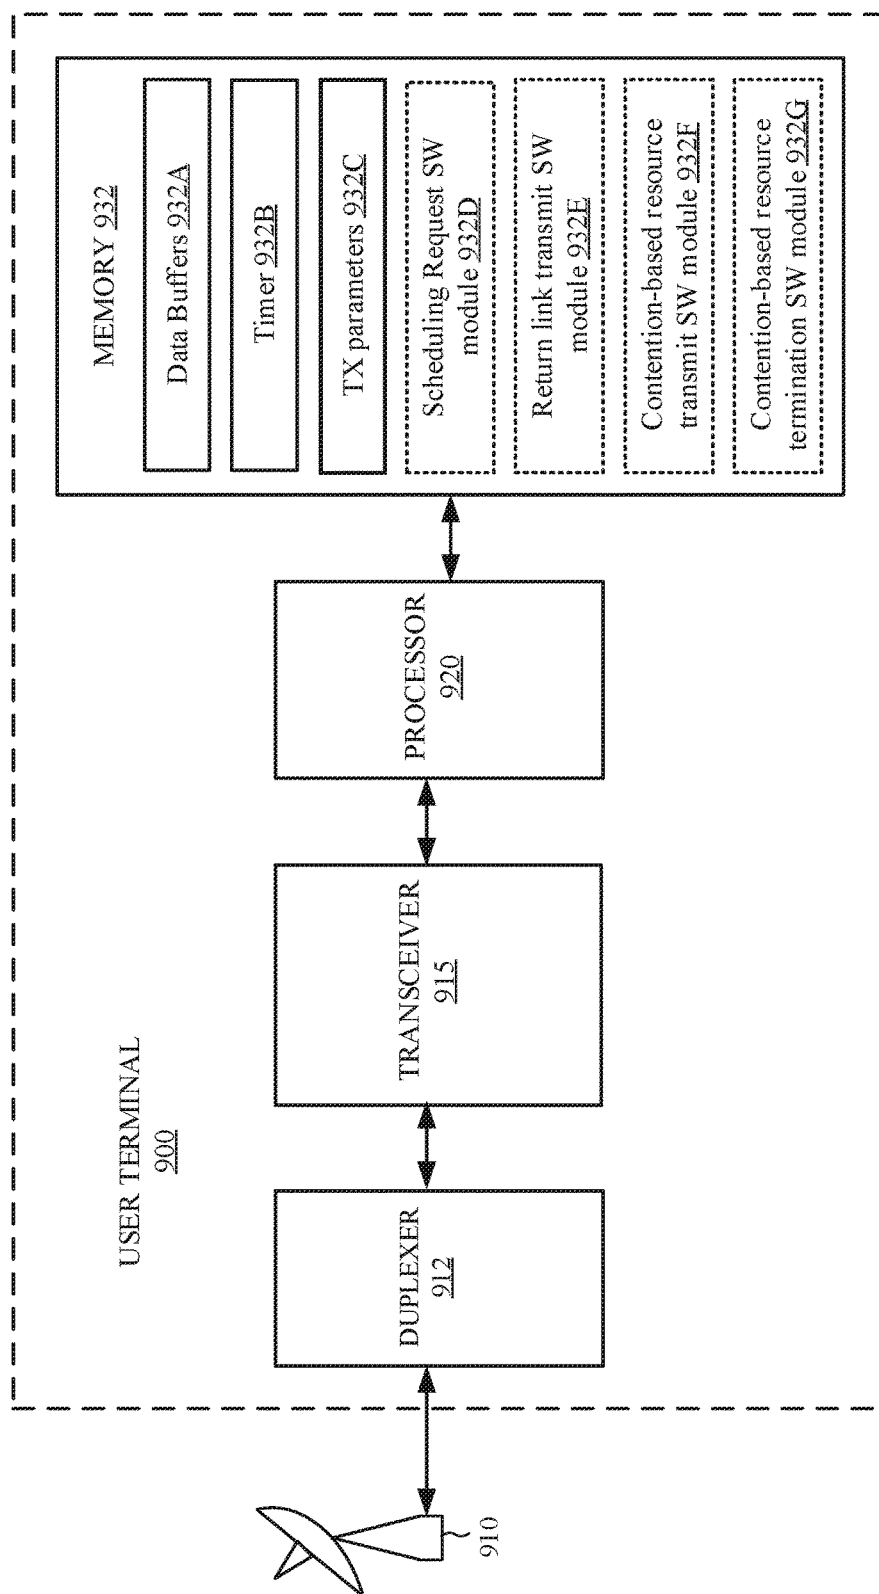 USER TERMINAL
900
910
DUPLEXER
912
TRANSCEIVER
915
PROCESSOR
920
MEMORY 932
Data Buffers 932A
Timer 932B
TX parameters 932C
Scheduling Request SW
module 932D
Return link transmit SW
module 932E
Contention-based resource
transmit SW module 932F
Contention-based resource
termination SW module 932G